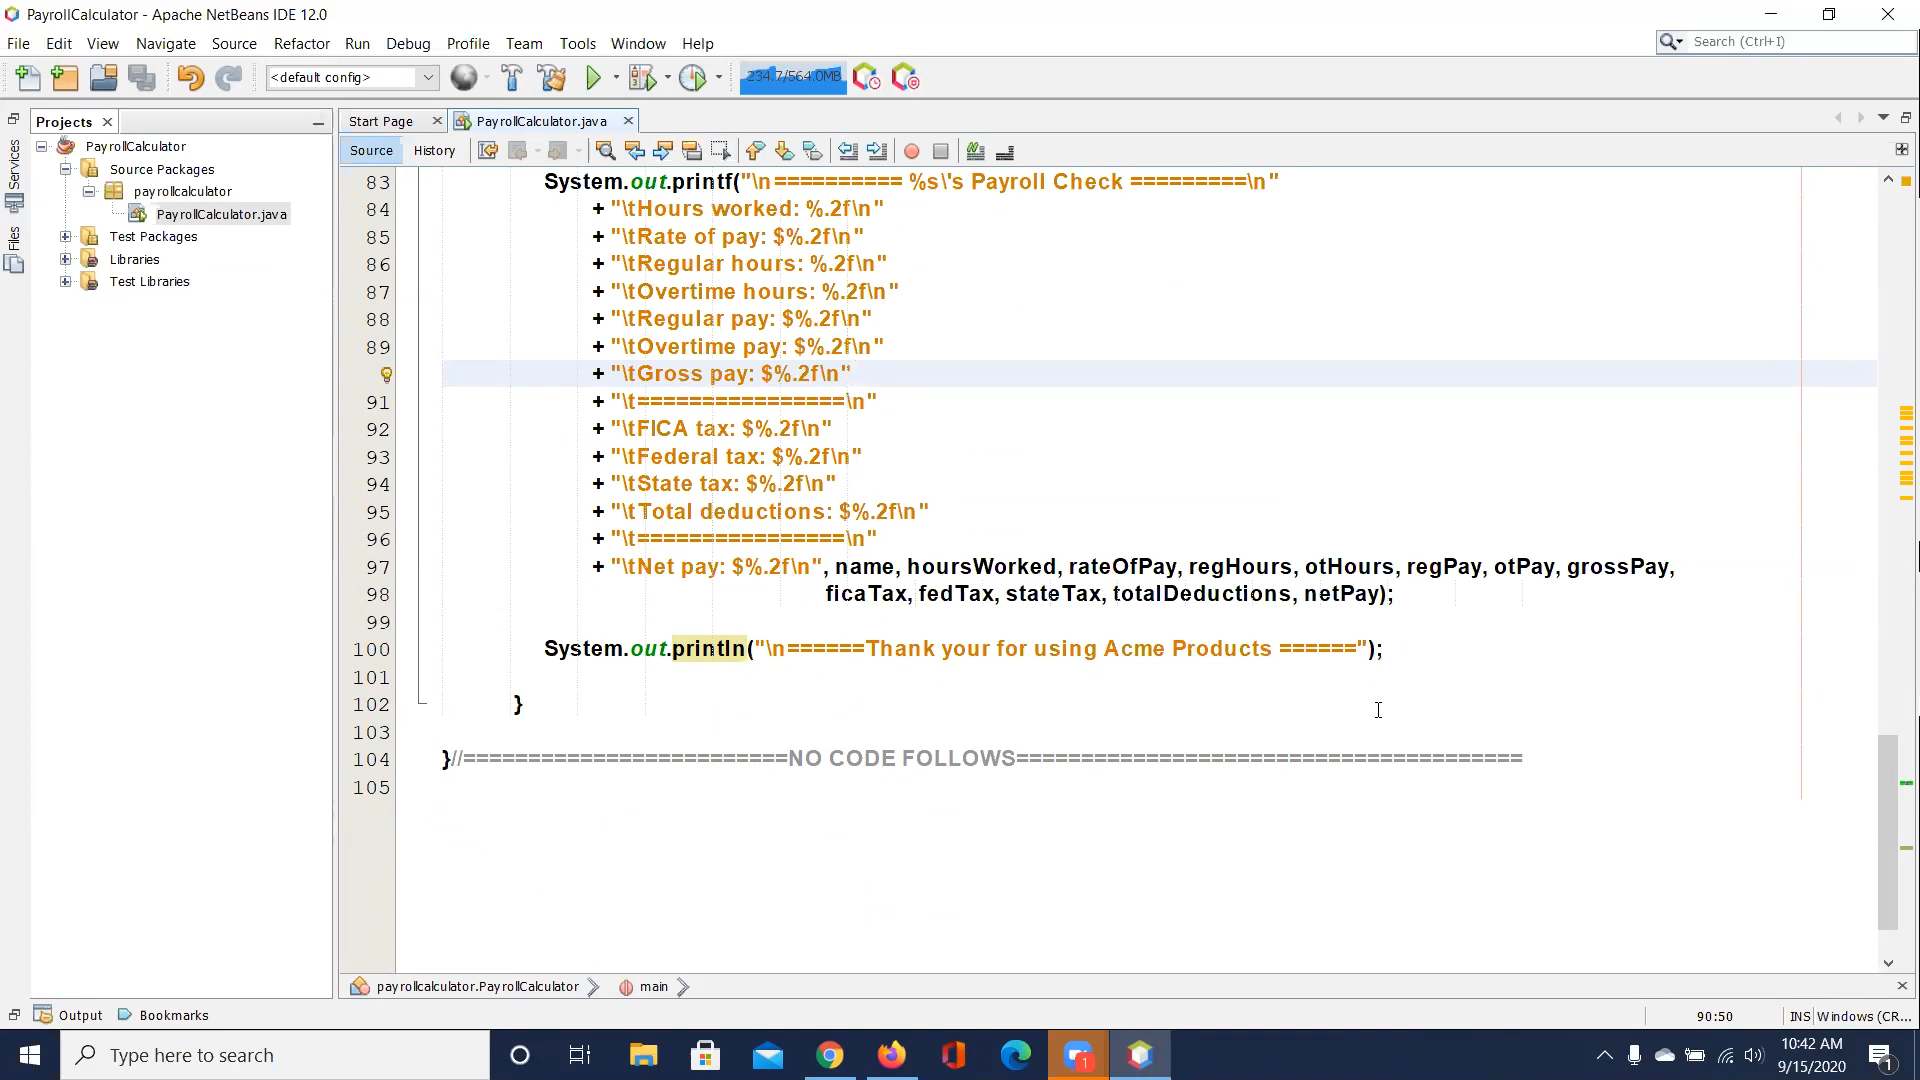 PayrollCalculator - Apache NetBeans IDE 12.0
File Edit View Navigate Source Refactor Run Debug Profile Team Tools Window Help
Search (Ctrl+I)
<default config>
234.7/564.0MB
Projects
Start Page
PayrollCalculator.java
Source
History
Services
Files
PayrollCalculator
Source Packages
payrollcalculator
PayrollCalculator.java
Test Packages
Libraries
Test Libraries
83 System.out.printf("\n========== %s\'s Payroll Check =========\n"
84 + "\tHours worked: %.2f\n"
85 + "\tRate of pay: $%.2f\n"
86 + "\tRegular hours: %.2f\n"
87 + "\tOvertime hours: %.2f\n"
88 + "\tRegular pay: $%.2f\n"
89 + "\tOvertime pay: $%.2f\n"
+ "\tGross pay: $%.2f\n"
91 + "\t================\n"
92 + "\tFICA tax: $%.2f\n"
93 + "\tFederal tax: $%.2f\n"
94 + "\tState tax: $%.2f\n"
95 + "\tTotal deductions: $%.2f\n"
96 + "\t================\n"
97 + "\tNet pay: $%.2f\n", name, hoursWorked, rateOfPay, regHours, otHours, regPay, otPay, grossPay,
98 ficaTax, fedTax, stateTax, totalDeductions, netPay);
99
100 System.out.println("\n======Thank your for using Acme Products ======");
101
102 }
103
104 }//=========================NO CODE FOLLOWS=======================================
105
payrollcalculator.PayrollCalculator
main
Output
Bookmarks
90:50
INS
Windows (CR...
Type here to search
1
10:42 AM
9/15/2020
1